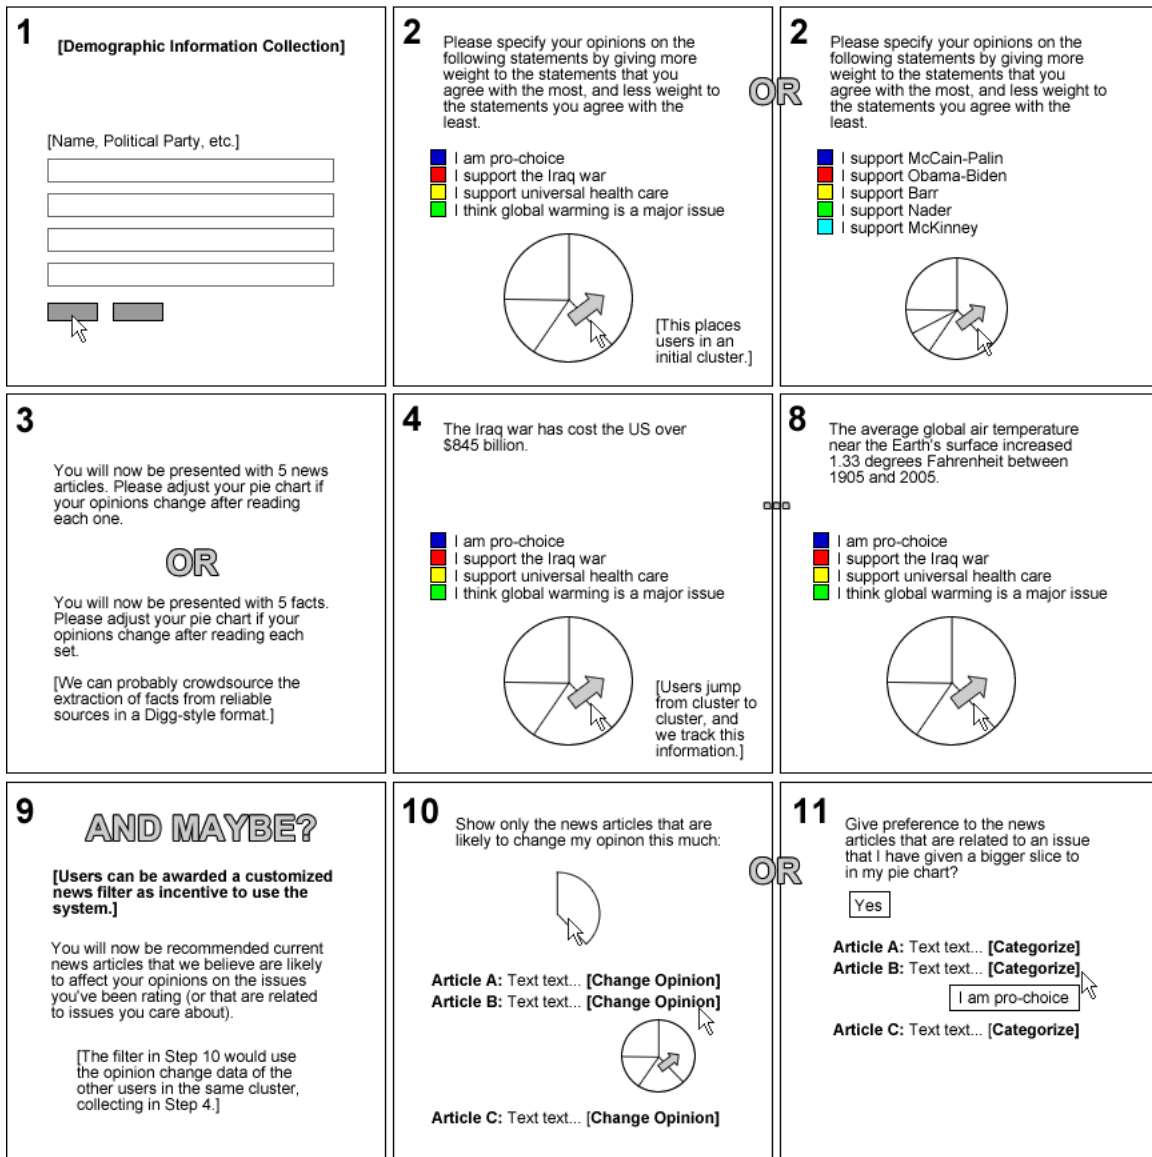 1
[Demographic Information Collection]
[Name, Political Party, etc.]
2
Please specify your opinions on the
following statements by giving more
weight to the statements that you
agree with the most, and less weight to
the statements you agree with the
least.
I am pro-choice
I support the Iraq war
I support universal health care
I think global warming is a major issue
[This places
users in an
initial cluster.]
OR
2
Please specify your opinions on the
following statements by giving more
weight to the statements that you
agree with the most, and less weight to
the statements you agree with the
least.
I support McCain-Palin
I support Obama-Biden
I support Barr
I support Nader
I support McKinney
3
You will now be presented with 5 news
articles. Please adjust your pie chart if
your opinions change after reading
each one.
OR
You will now be presented with 5 facts.
Please adjust your pie chart if your
opinions change after reading each
set.
[We can probably crowdsource the
extraction of facts from reliable
sources in a Digg-style format.]
4
The Iraq war has cost the US over
$845 billion.
I am pro-choice
I support the Iraq war
I support universal health care
I think global warming is a major issue
[Users jump
from cluster to
cluster, and
we track this
information.]
8
The average global air temperature
near the Earth's surface increased
1.33 degrees Fahrenheit between
1905 and 2005.
I am pro-choice
I support the Iraq war
I support universal health care
I think global warming is a major issue
9
AND MAYBE?
[Users can be awarded a customized
news filter as incentive to use the
system.]
You will now be recommended current
news articles that we believe are likely
to affect your opinions on the issues
you've been rating (or that are related
to issues you care about).
[The filter in Step 10 would use
the opinion change data of the
other users in the same cluster,
collecting in Step 4.]
10
Show only the news articles that are
likely to change my opinon this much:
Article A: Text text... [Change Opinion]
Article B: Text text... [Change Opinion]
Article C: Text text... [Change Opinion]
OR
11
Give preference to the news
articles that are related to an issue
that I have given a bigger slice to
in my pie chart?
Yes
Article A: Text text... [Categorize]
Article B: Text text... [Categorize]
I am pro-choice
Article C: Text text... [Categorize]